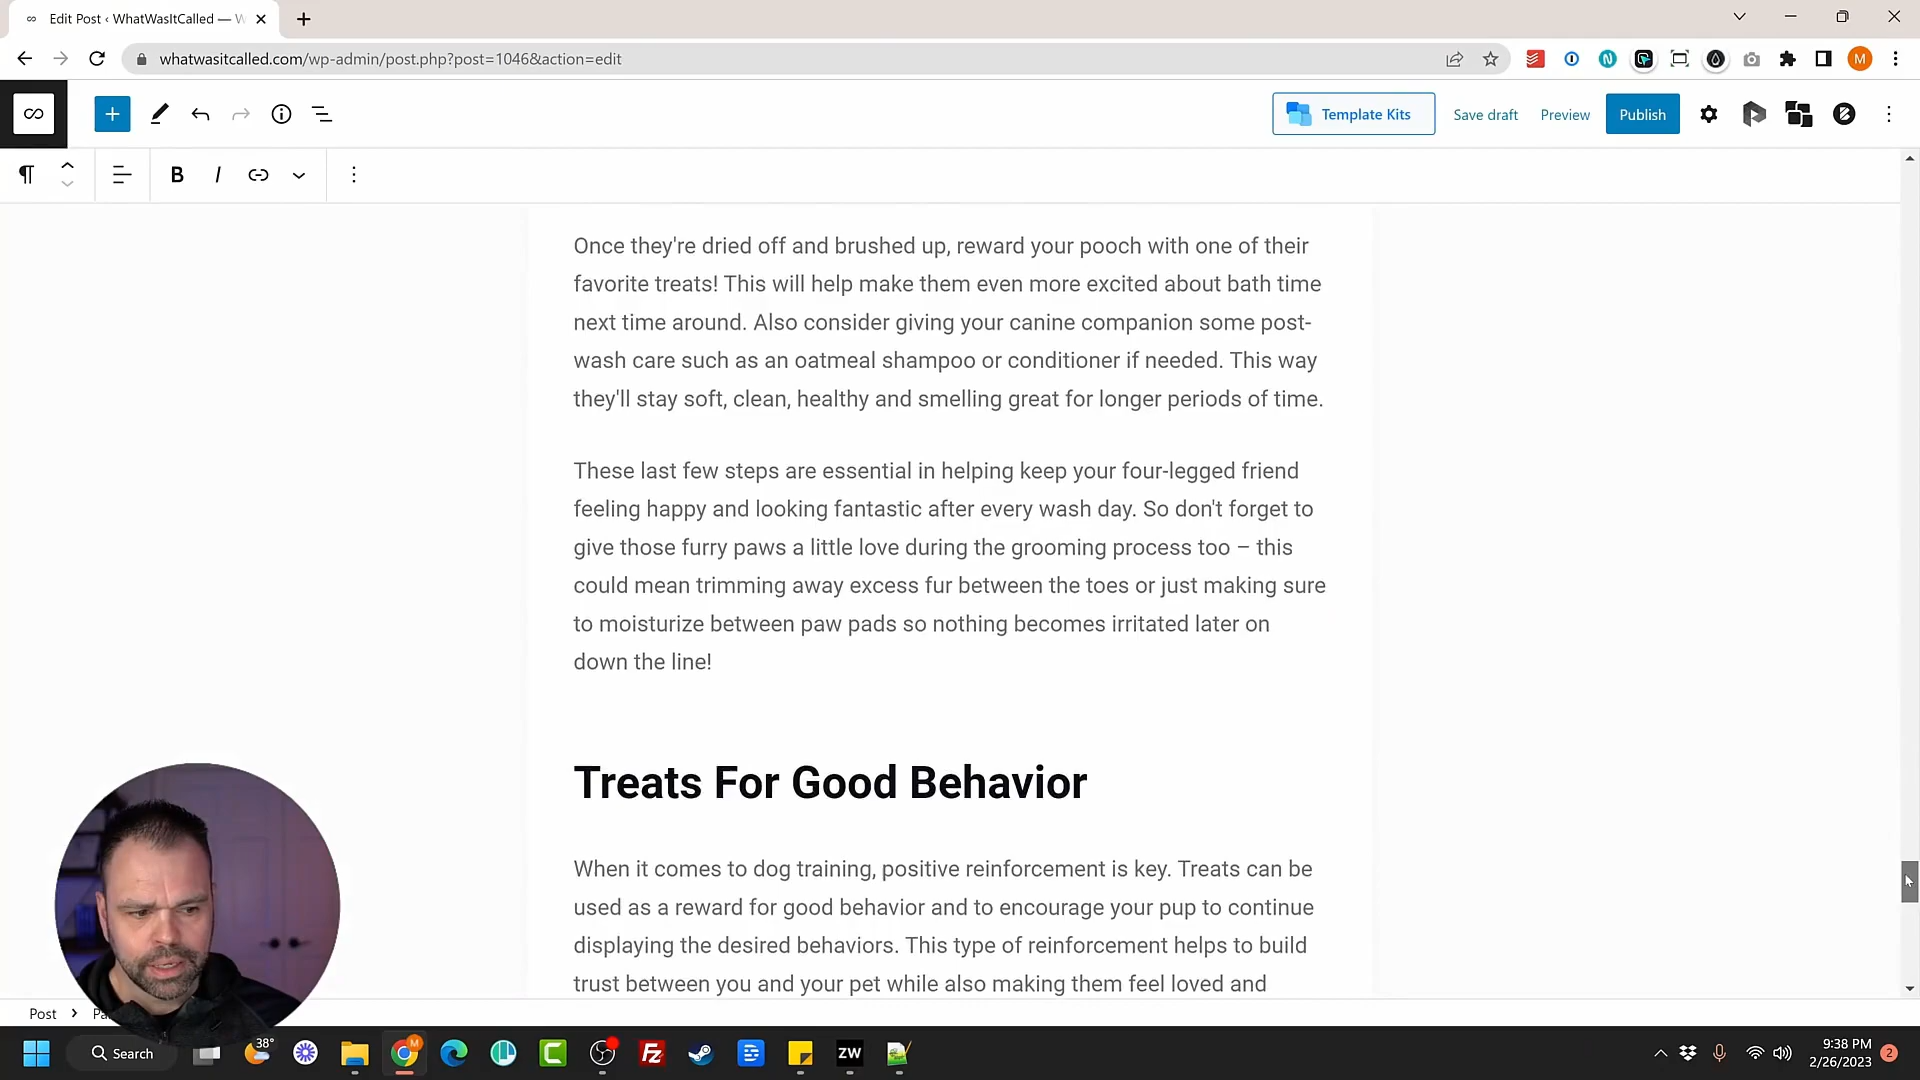 Edit Post ‹ WhatWasItCalled — W
whatwasitcalled.com/wp-admin/post.php?post=1046&action=edit
M
Template Kits
Save draft
Preview
Publish
B
I
Once they're dried off and brushed up, reward your pooch with one of their
favorite treats! This will help make them even more excited about bath time
next time around. Also consider giving your canine companion some post-
wash care such as an oatmeal shampoo or conditioner if needed. This way
they'll stay soft, clean, healthy and smelling great for longer periods of time.
These last few steps are essential in helping keep your four-legged friend
feeling happy and looking fantastic after every wash day. So don't forget to
give those furry paws a little love during the grooming process too – this
could mean trimming away excess fur between the toes or just making sure
to moisturize between paw pads so nothing becomes irritated later on
down the line!
Treats For Good Behavior
When it comes to dog training, positive reinforcement is key. Treats can be
used as a reward for good behavior and to encourage your pup to continue
displaying the desired behaviors. This type of reinforcement helps to build
trust between you and your pet while also making them feel loved and
Post
Search
38°
M
C
Fz
ZW
9:38 PM
2/26/2023
2